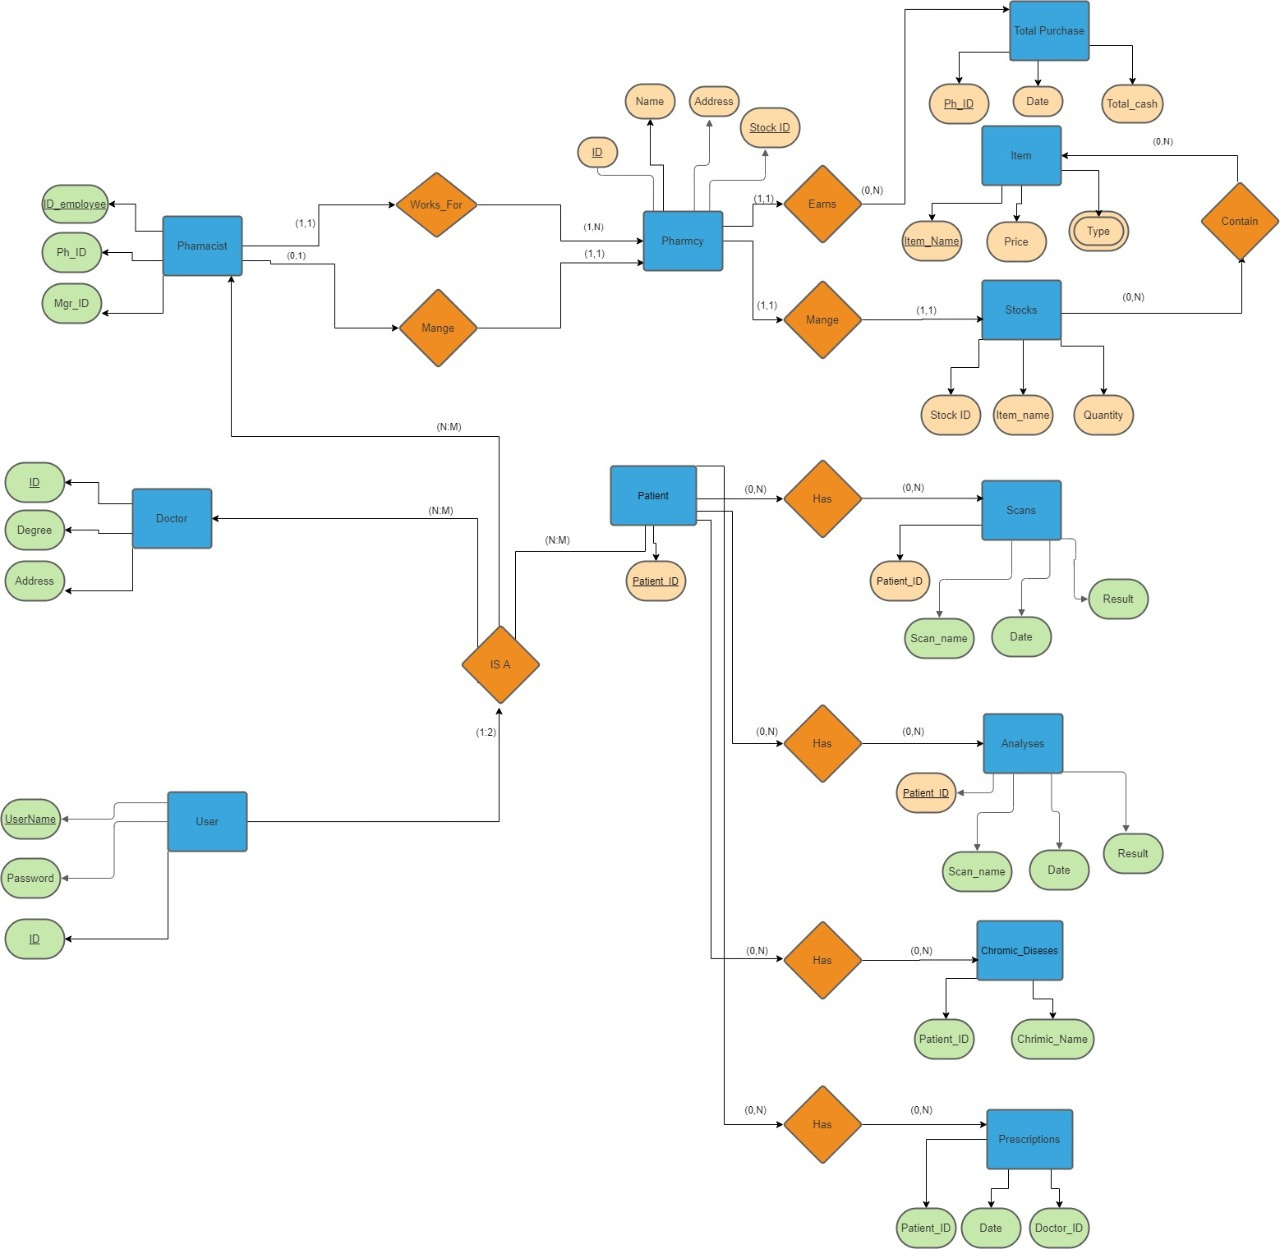 Total Purchase
Ph_ID
Date
Total_cash
Name
Address
Stock ID
ID
Item
(0,N)
Item_Name
Price
Type
Contain
ID_employee
Ph_ID
Mgr_ID
Phamacist
(1,1)
(0,1)
Works_For
Mange
(1,N)
(1,1)
Pharmcy
(1,1)
Earns
(0,N)
(1,1)
Mange
(1,1)
Stocks
(0,N)
Stock ID
Item_name
Quantity
(N:M)
ID
Degree
Address
Doctor
(N:M)
(N:M)
Patient
Patient_ID
(0,N)
Has
(0,N)
Scans
Patient_ID
Scan_name
Date
Result
IS A
(1:2)
UserName
Password
ID
User
(0,N)
Has
(0,N)
Analyses
Patient_ID
Scan_name
Date
Result
(0,N)
Has
(0,N)
Chromic_Diseses
Patient_ID
Chrimic_Name
(0,N)
Has
(0,N)
Prescriptions
Patient_ID
Date
Doctor_ID